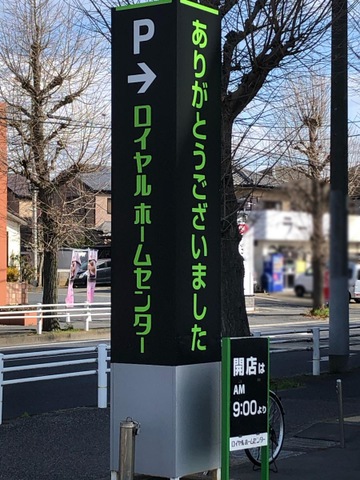 P
→
ロイヤルホームセンター
ありがとうございました
開店は
AM
9:00より
ロイヤルホームセンター